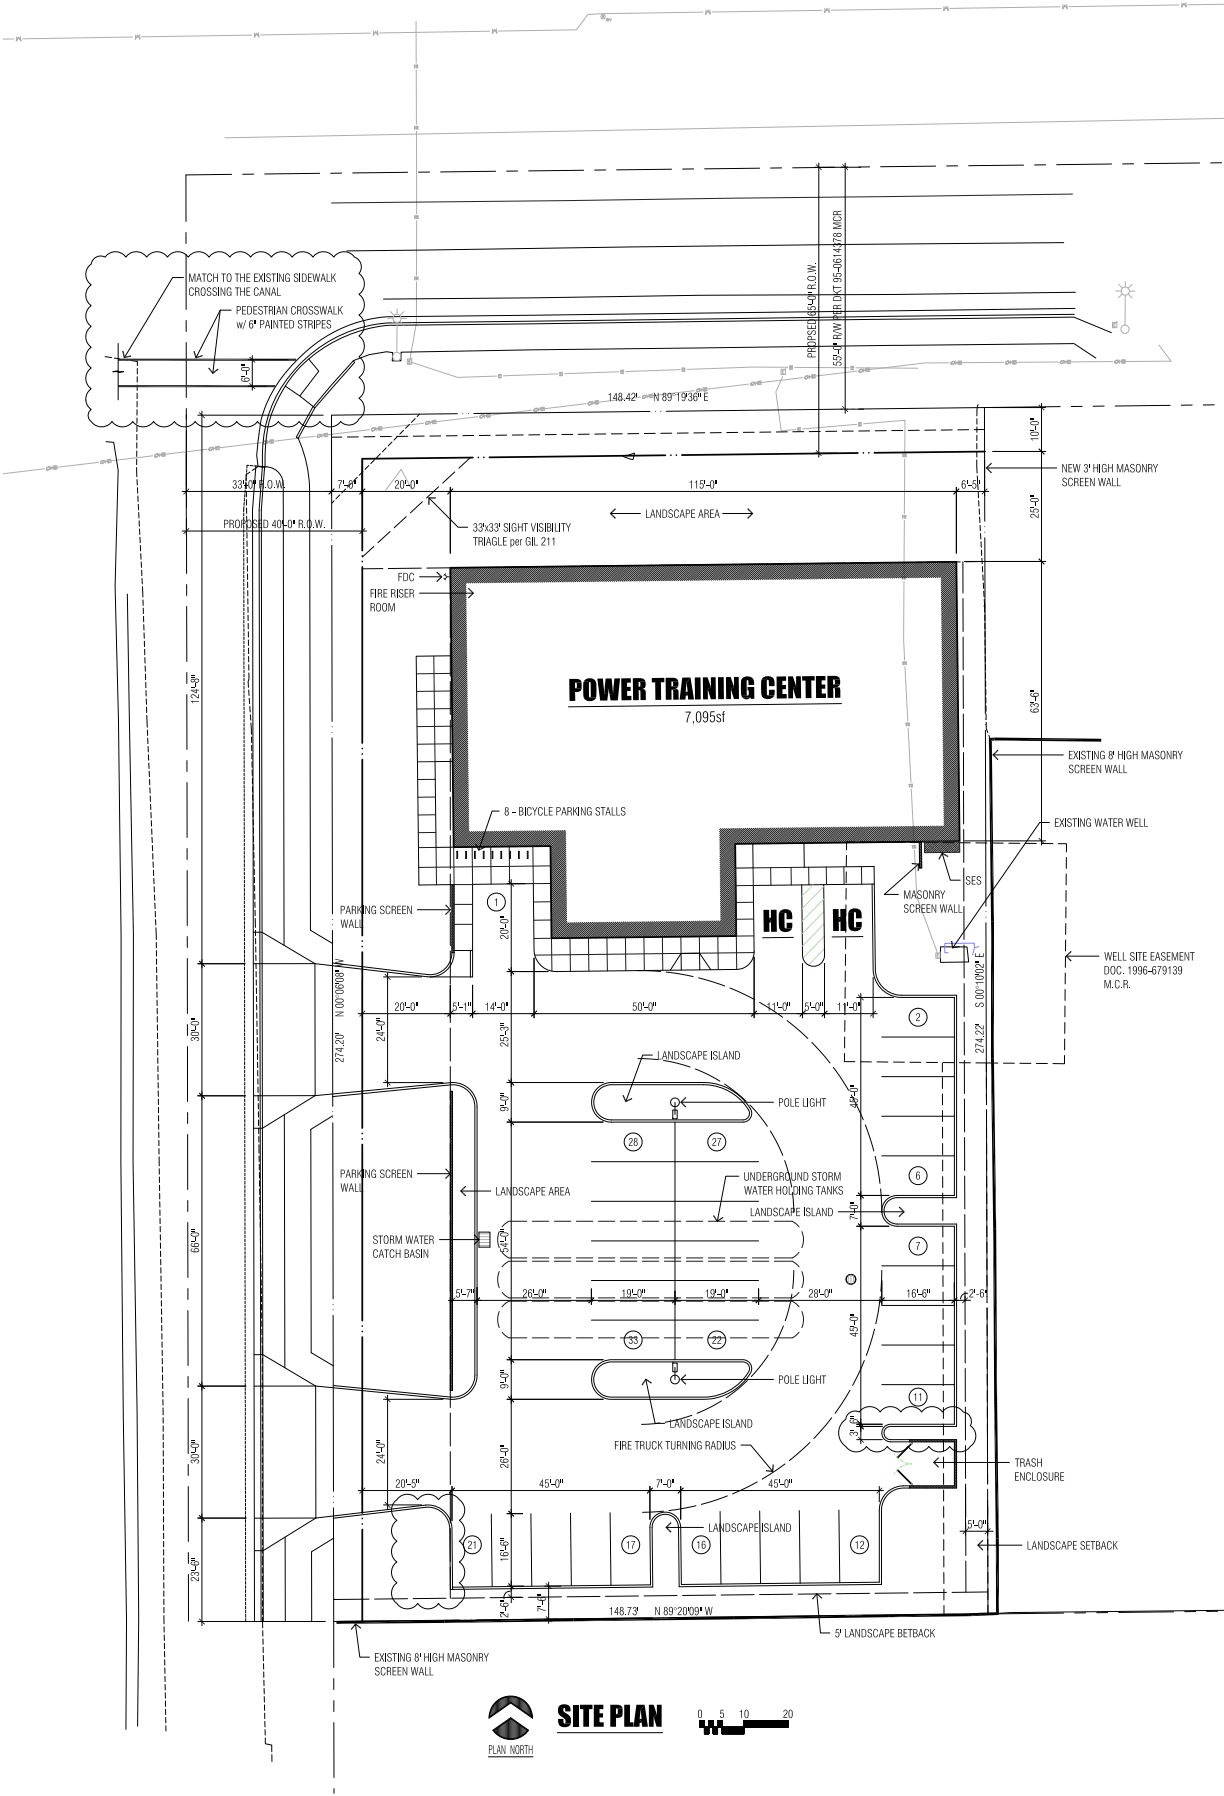 MATCH TO THE EXISTING SIDEWALK
CROSSING THE CANAL
PEDESTRIAN CROSSWALK
w/ 6" PAINTED STRIPES
6'-0"
PROPSED 65'-0" R.O.W.
55'-0" R/W PER DKT 95-0614378 MCR
148.42' N 89°19'36" E
10'-0"
NEW 3' HIGH MASONRY
SCREEN WALL
33'-0" R.O.W.
7'-0"
20'-0"
115'-0"
6'-5"
25'-0"
PROPOSED 40'-0" R.O.W.
33'x33' SIGHT VISIBILITY
TRIAGLE per GIL 211
LANDSCAPE AREA
FDC
FIRE RISER
ROOM
124'-8"
POWER TRAINING CENTER
7,095sf
63'-6"
EXISTING 8' HIGH MASONRY
SCREEN WALL
8 - BICYCLE PARKING STALLS
EXISTING WATER WELL
SES
MASONRY
SCREEN WALL
PARKING SCREEN
WALL
1
20'-0"
HC
HC
WELL SITE EASEMENT
DOC. 1996-679139
M.C.R.
274.20' N 00°06'08" W
274.22' S 00°10'02" E
20'-0"
5'-1"
14'-0"
50'-0"
11'-0"
5'-0"
11'-0"
2
30'-0"
24'-0"
25'-3"
LANDSCAPE ISLAND
9'-0"
POLE LIGHT
45'-0"
28
27
PARKING SCREEN
WALL
LANDSCAPE AREA
UNDERGROUND STORM
WATER HOLDING TANKS
6
LANDSCAPE ISLAND
7'-0"
66'-0"
STORM WATER
CATCH BASIN
54'-0"
7
5'-7"
26'-0"
19'-0"
19'-0"
28'-0"
16'-6"
2'-6"
45'-0"
33
22
9'-0"
POLE LIGHT
11
LANDSCAPE ISLAND
3'-6"
FIRE TRUCK TURNING RADIUS
30'-0"
24'-0"
26'-0"
TRASH
ENCLOSURE
20'-5"
45'-0"
7'-0"
45'-0"
LANDSCAPE ISLAND
5'-0"
21
17
16
12
16'-6"
LANDSCAPE SETBACK
23'-6"
2'-6"
7'-6"
148.73' N 89°20'09" W
5' LANDSCAPE BETBACK
EXISTING 8' HIGH MASONRY
SCREEN WALL
SITE PLAN
0 5 10 20
PLAN NORTH